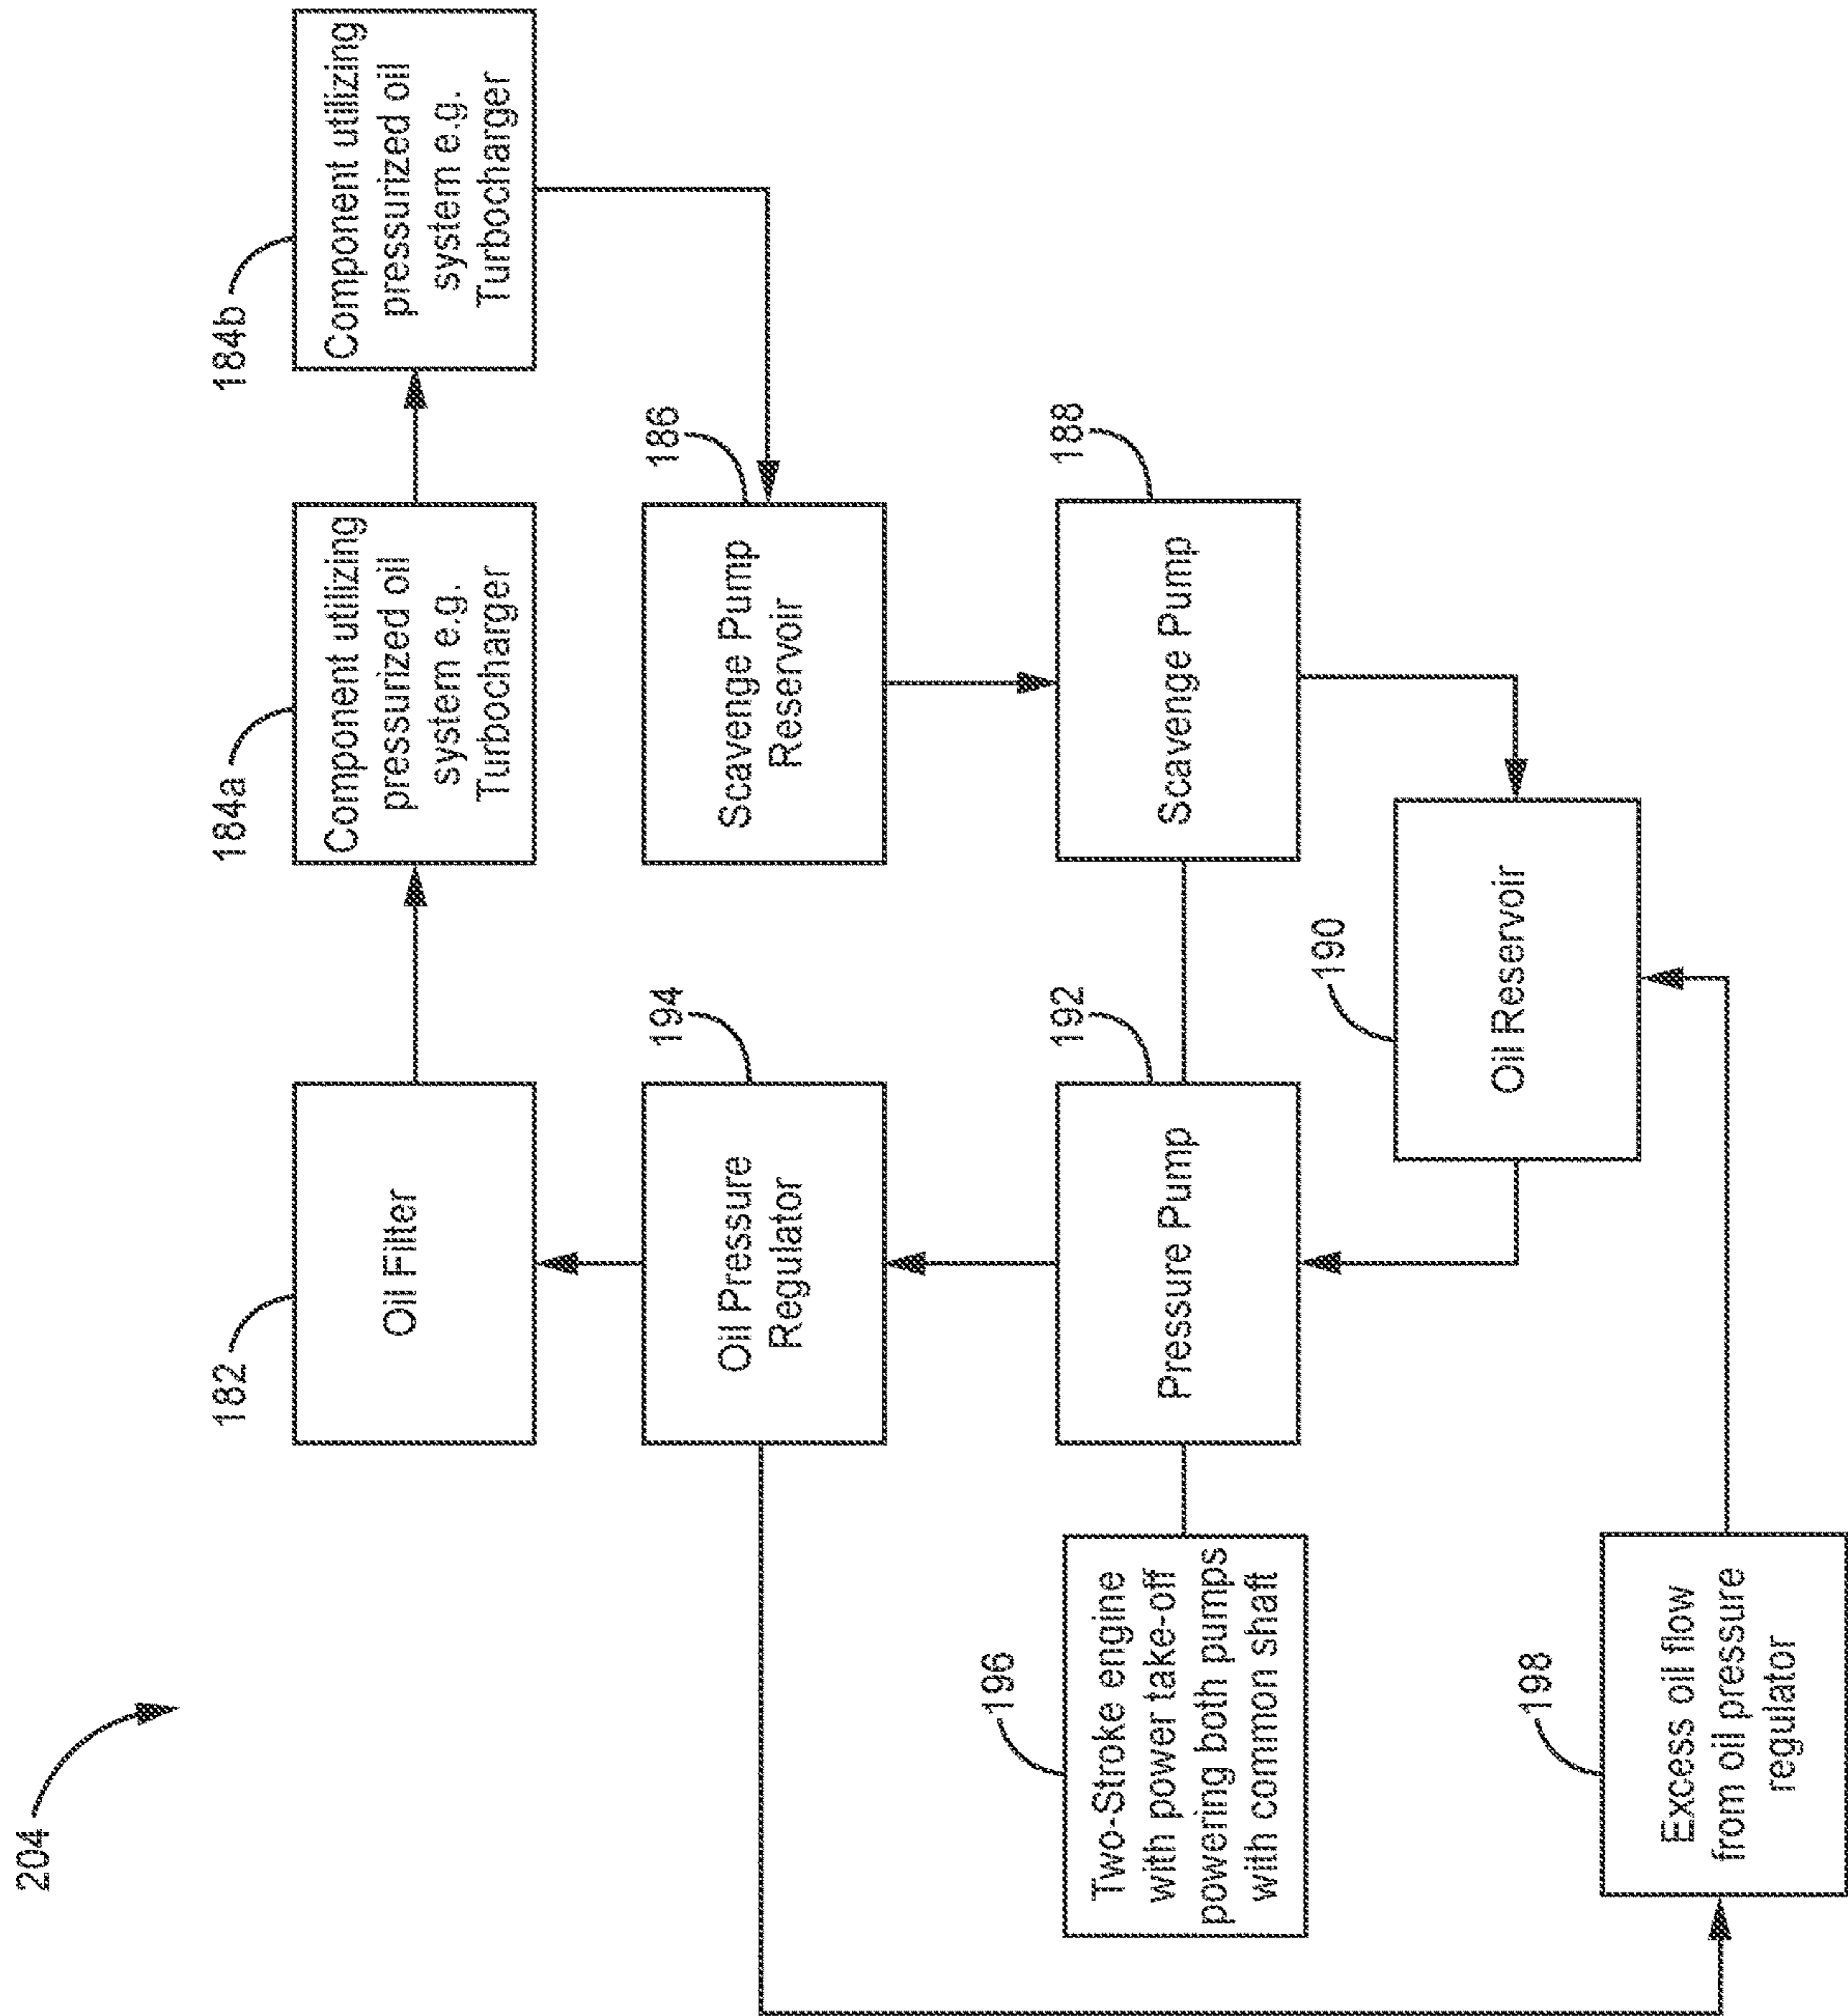 204
182
Oil Filter
184a
Component utilizing
pressurized oil
system e.g.
Turbocharger
184b
Component utilizing
pressurized oil
system e.g.
Turbocharger
194
Oil Pressure
Regulator
186
Scavenge Pump
Reservoir
196
Two-Stroke engine
with power take-off
powering both pumps
with common shaft
192
Pressure Pump
188
Scavenge Pump
190
Oil Reservoir
198
Excess oil flow
from oil pressure
regulator